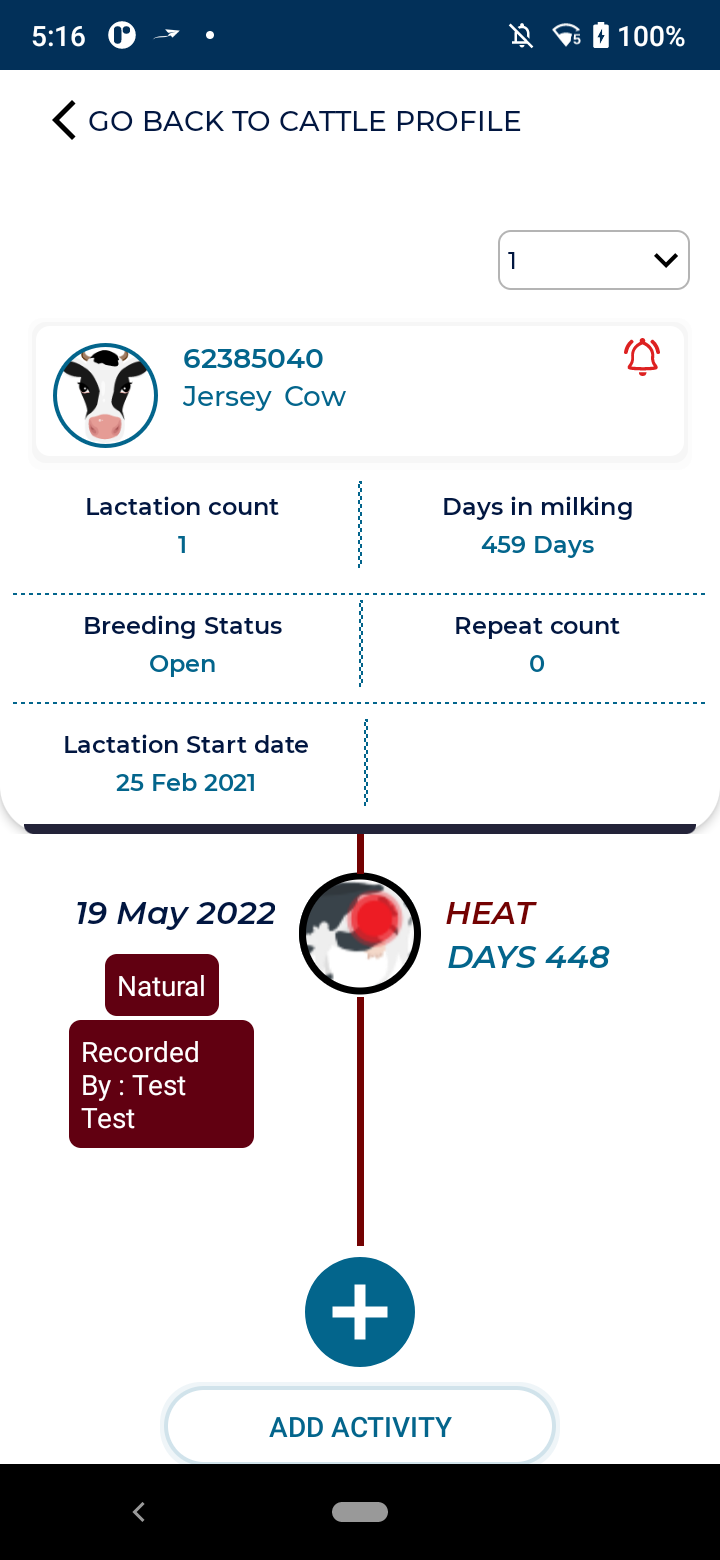 5:16
5
100%
GO BACK TO CATTLE PROFILE
1
62385040
Jersey Cow
Lactation count
1
Days in milking
459 Days
Breeding Status
Open
Repeat count
0
Lactation Start date
25 Feb 2021
19 May 2022
HEAT
DAYS 448
Natural
Recorded
By : Test
Test
ADD ACTIVITY